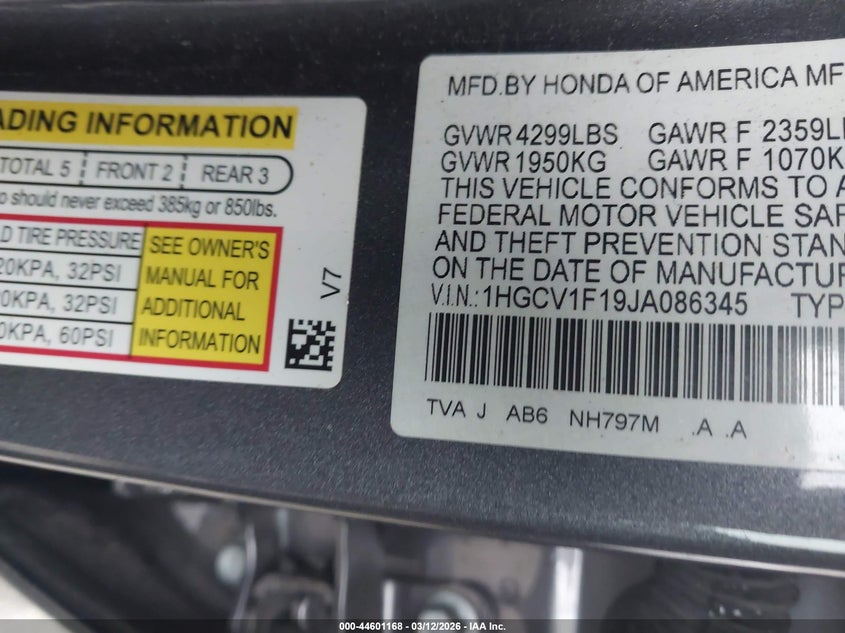 ADING INFORMATION
TOTAL 5 FRONT 2 REAR 3
o should never exceed 385kg or 850lbs.
D TIRE PRESSURE
20KPA, 32PSI
20KPA, 32PSI
0KPA, 60PSI
SEE OWNER'S
MANUAL FOR
ADDITIONAL
INFORMATION
V7
MFD.BY HONDA OF AMERICA MF
GVWR 4299LBS GAWR F 2359L
GVWR 1950KG GAWR F 1070K
THIS VEHICLE CONFORMS TO A
FEDERAL MOTOR VEHICLE SAF
AND THEFT PREVENTION STAN
ON THE DATE OF MANUFACTUR
V.I.N.:1HGCV1F19JA086345 TYP
TVA J AB6 NH797M .A .A
000-44601168 - 03/12/2026 - IAA Inc.